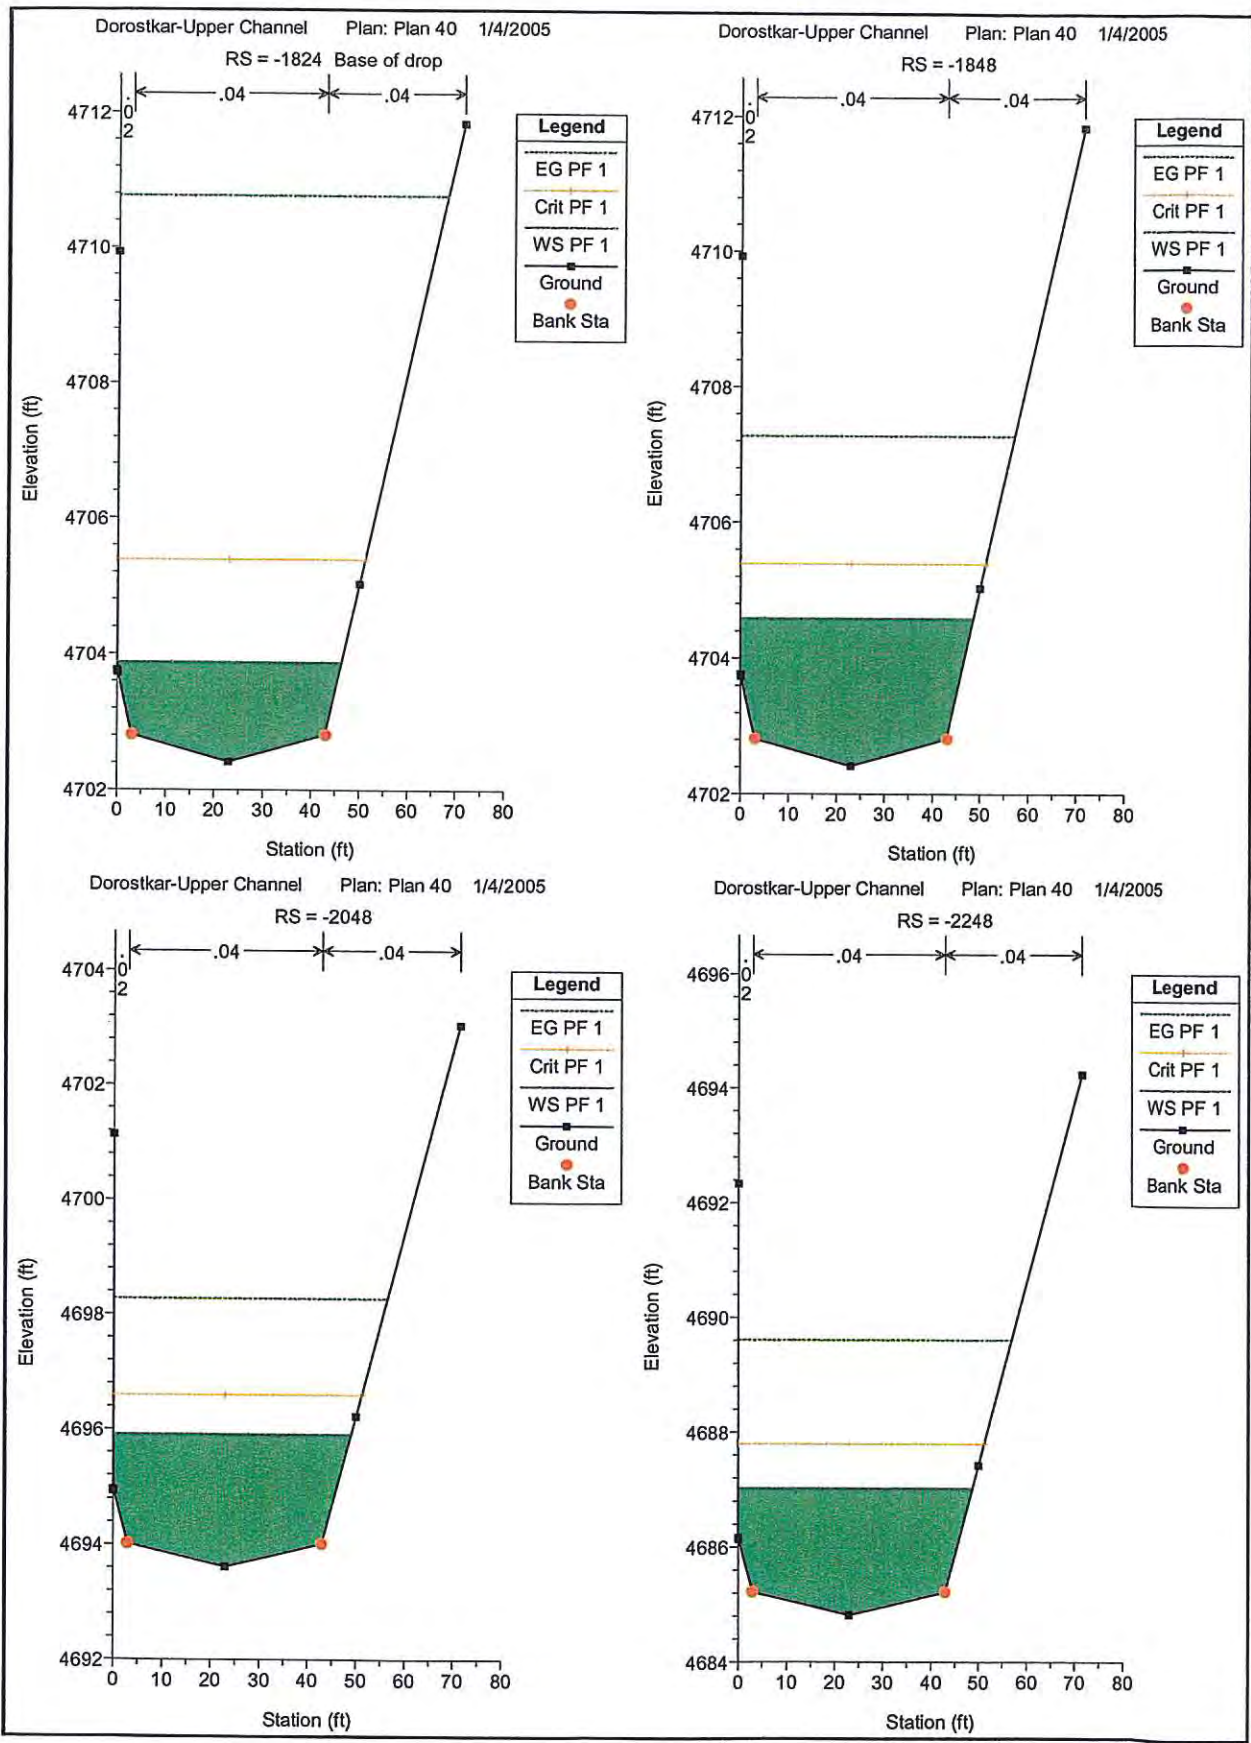 Dorostkar-Upper Channel Plan: Plan 40 1/4/2005
RS = -1824 Base of drop
.02
.04
.04
Legend
EG PF 1
Crit PF 1
WS PF 1
Ground
Bank Sta
4712
4710
4708
4706
4704
4702
Elevation (ft)
0 10 20 30 40 50 60 70 80
Station (ft)
Dorostkar-Upper Channel Plan: Plan 40 1/4/2005
RS = -1848
.02
.04
.04
Legend
EG PF 1
Crit PF 1
WS PF 1
Ground
Bank Sta
4712
4710
4708
4706
4704
4702
Elevation (ft)
0 10 20 30 40 50 60 70 80
Station (ft)
Dorostkar-Upper Channel Plan: Plan 40 1/4/2005
RS = -2048
.02
.04
.04
Legend
EG PF 1
Crit PF 1
WS PF 1
Ground
Bank Sta
4704
4702
4700
4698
4696
4694
4692
Elevation (ft)
0 10 20 30 40 50 60 70 80
Station (ft)
Dorostkar-Upper Channel Plan: Plan 40 1/4/2005
RS = -2248
.02
.04
.04
Legend
EG PF 1
Crit PF 1
WS PF 1
Ground
Bank Sta
4696
4694
4692
4690
4688
4686
4684
Elevation (ft)
0 10 20 30 40 50 60 70 80
Station (ft)